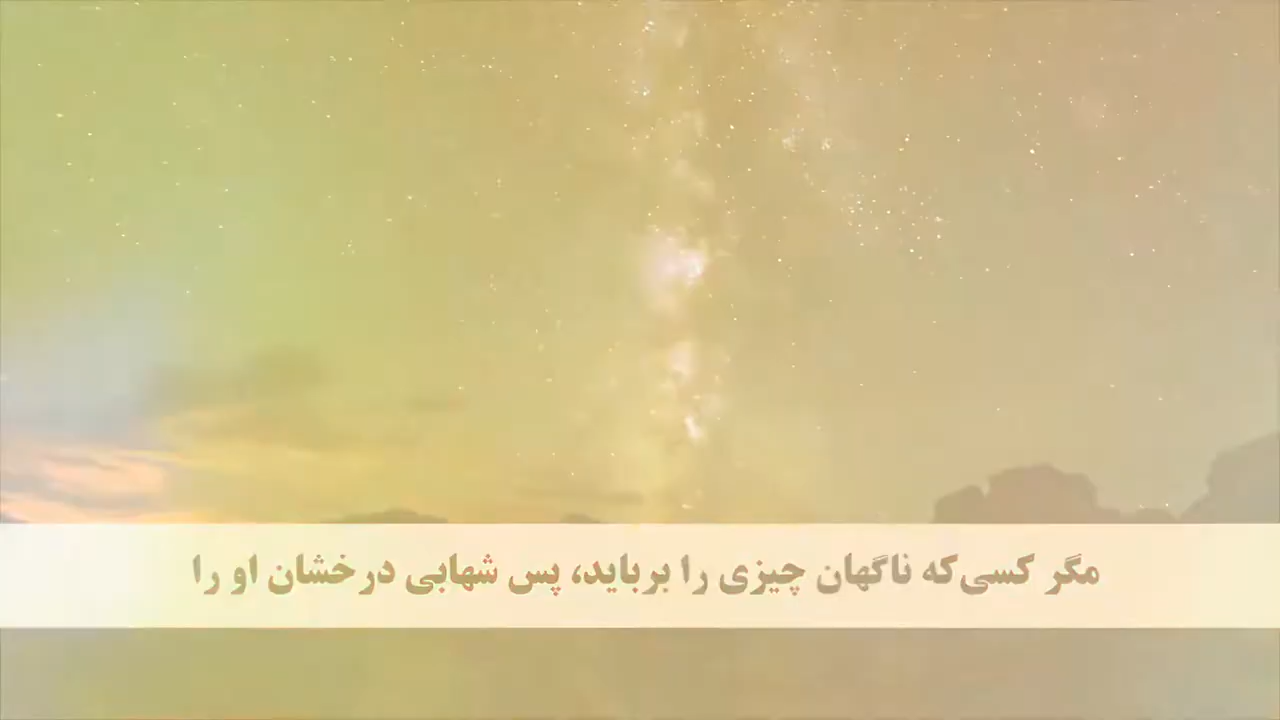 مگر کسی‌که ناگهان چیزی را برباید، پس شهابی درخشان او را